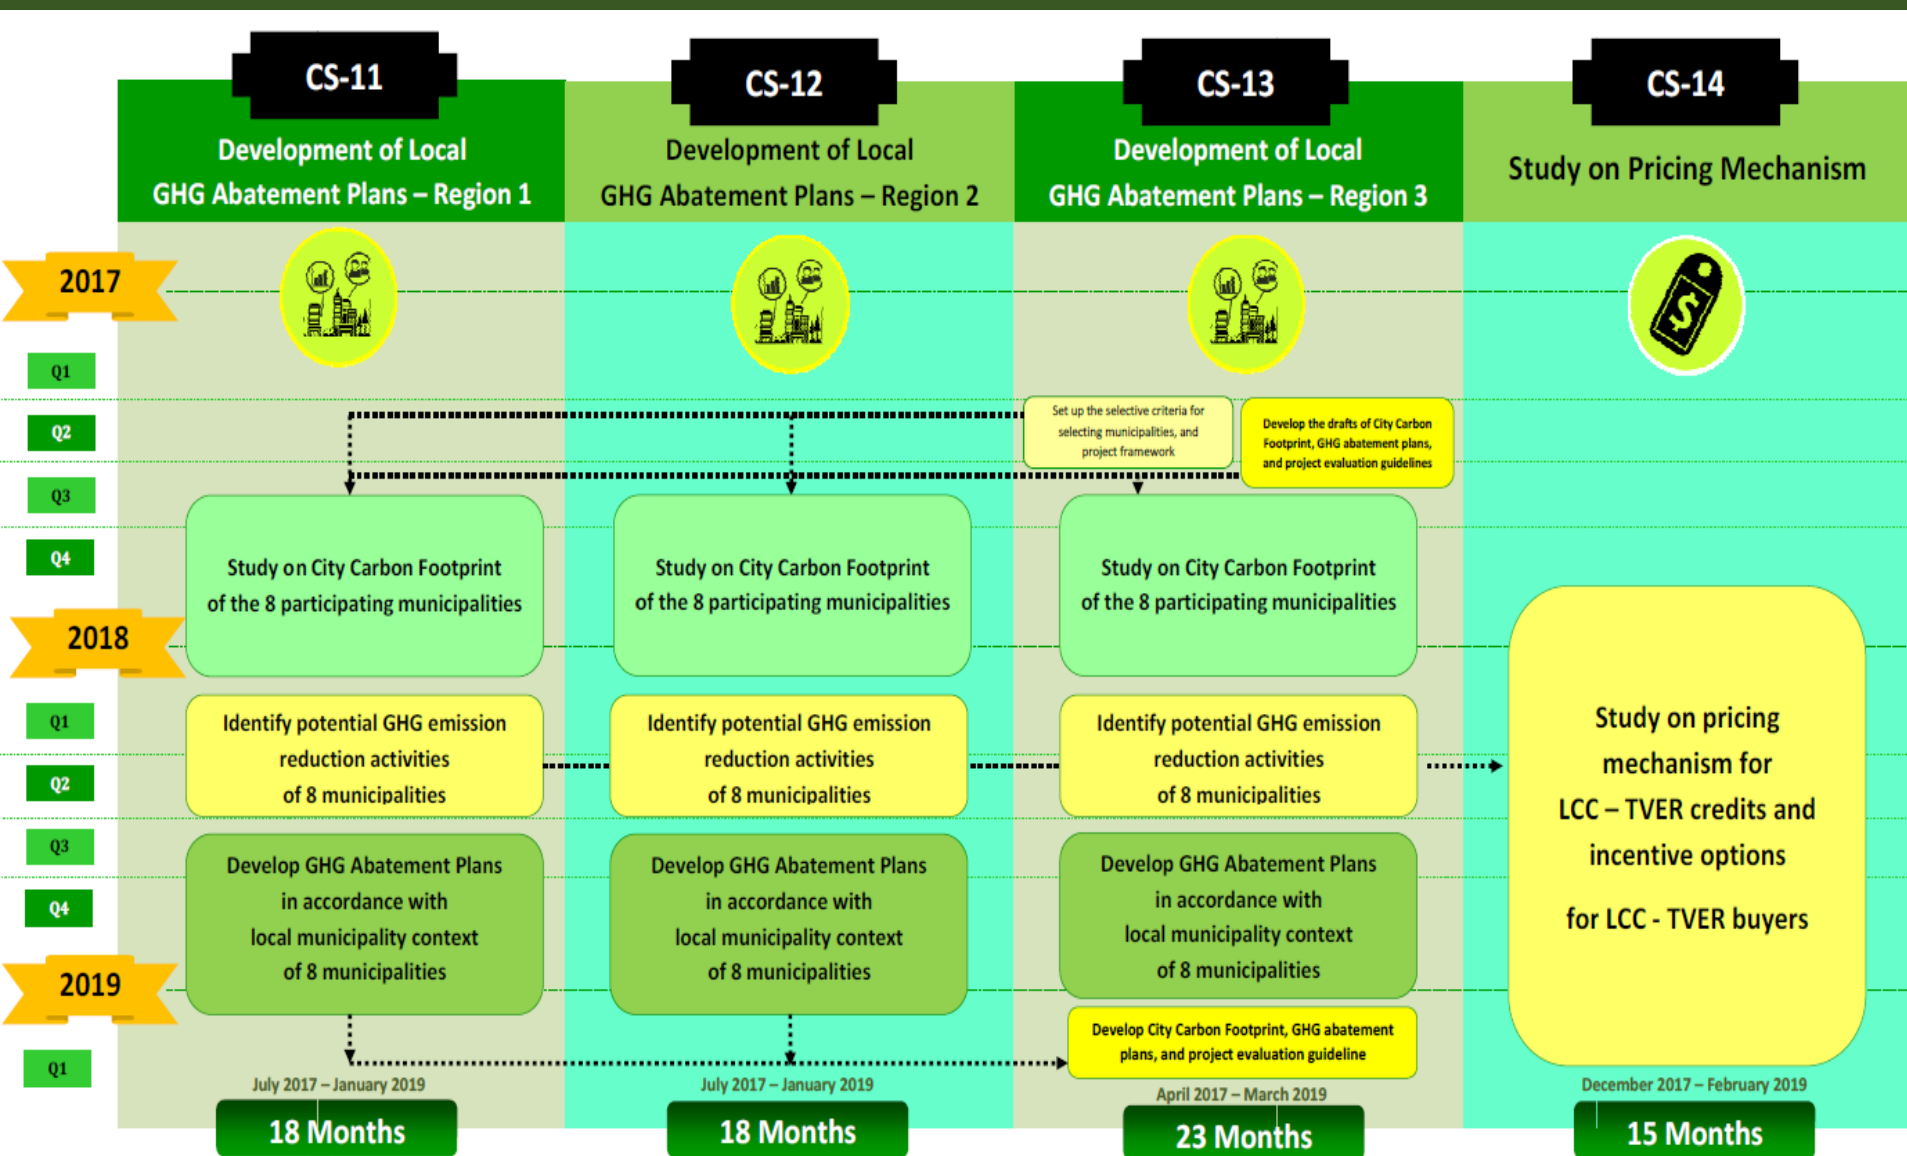 CS-11
CS-12
CS-13
CS-14
Development of Local
GHG Abatement Plans – Region 1
Development of Local
GHG Abatement Plans – Region 2
Development of Local
GHG Abatement Plans – Region 3
Study on Pricing Mechanism
2017
Q1
Q2
Q3
Q4
2018
Q1
Q2
Q3
Q4
2019
Q1
Set up the selective criteria for
selecting municipalities, and
project framework
Develop the drafts of City Carbon
Footprint, GHG abatement plans,
and project evaluation guidelines
Study on City Carbon Footprint
of the 8 participating municipalities
Study on City Carbon Footprint
of the 8 participating municipalities
Study on City Carbon Footprint
of the 8 participating municipalities
Identify potential GHG emission
reduction activities
of 8 municipalities
Identify potential GHG emission
reduction activities
of 8 municipalities
Identify potential GHG emission
reduction activities
of 8 municipalities
Study on pricing
mechanism for
LCC – TVER credits and
incentive options
for LCC - TVER buyers
Develop GHG Abatement Plans
in accordance with
local municipality context
of 8 municipalities
Develop GHG Abatement Plans
in accordance with
local municipality context
of 8 municipalities
Develop GHG Abatement Plans
in accordance with
local municipality context
of 8 municipalities
Develop City Carbon Footprint, GHG abatement
plans, and project evaluation guideline
July 2017 – January 2019
18 Months
July 2017 – January 2019
18 Months
April 2017 – March 2019
23 Months
December 2017 – February 2019
15 Months
$